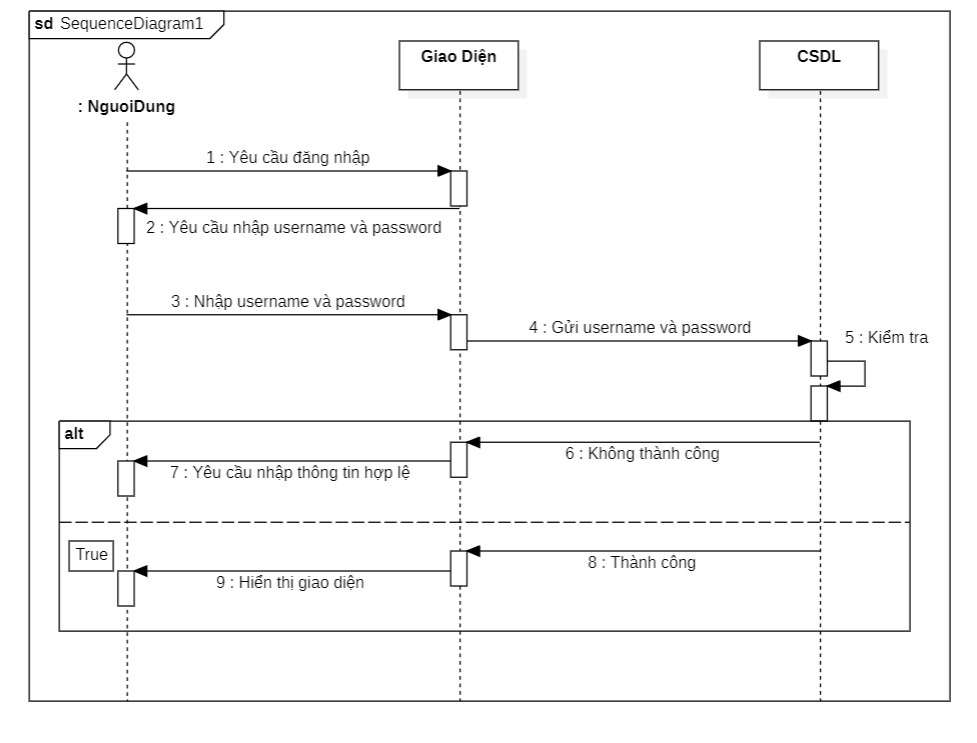 sd SequenceDiagram1
Giao Diện
CSDL
: NguoiDung
1 : Yêu cầu đăng nhập
2 : Yêu cầu nhập username và password
3 : Nhập username và password
4 : Gửi username và password
5 : Kiểm tra
alt
6 : Không thành công
7 : Yêu cầu nhập thông tin hợp lê
True
8 : Thành công
9 : Hiển thị giao diện